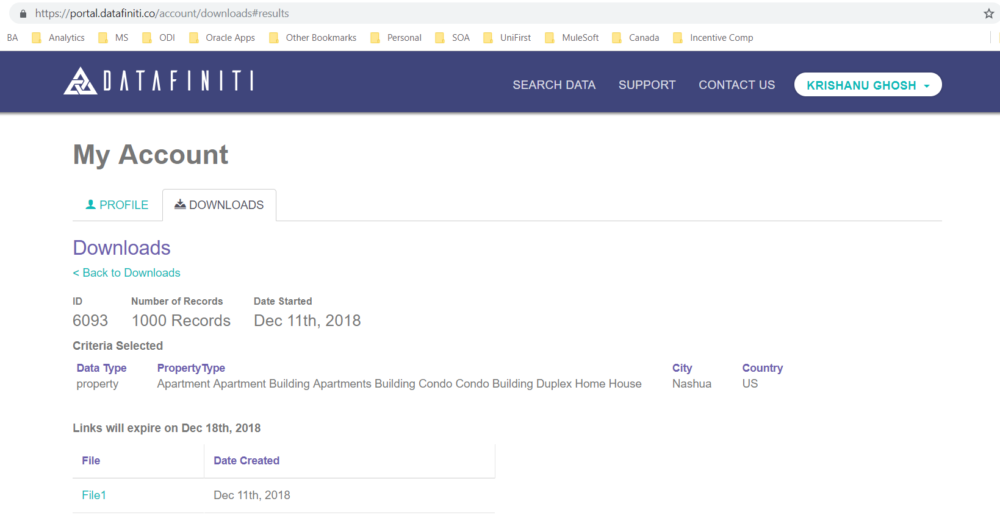 https://portal.datafiniti.co/account/downloads#results
BA Analytics MS ODI Oracle Apps Other Bookmarks Personal SOA UniFirst MuleSoft Canada Incentive Comp
DATAFINITI SEARCH DATA SUPPORT CONTACT US KRISHANU GHOSH
My Account
PROFILE DOWNLOADS
Downloads
< Back to Downloads
ID Number of Records Date Started
6093 1000 Records Dec 11th, 2018
Criteria Selected
Data Type PropertyType City Country
property Apartment Apartment Building Apartments Building Condo Condo Building Duplex Home House Nashua US
Links will expire on Dec 18th, 2018
File Date Created
File1 Dec 11th, 2018